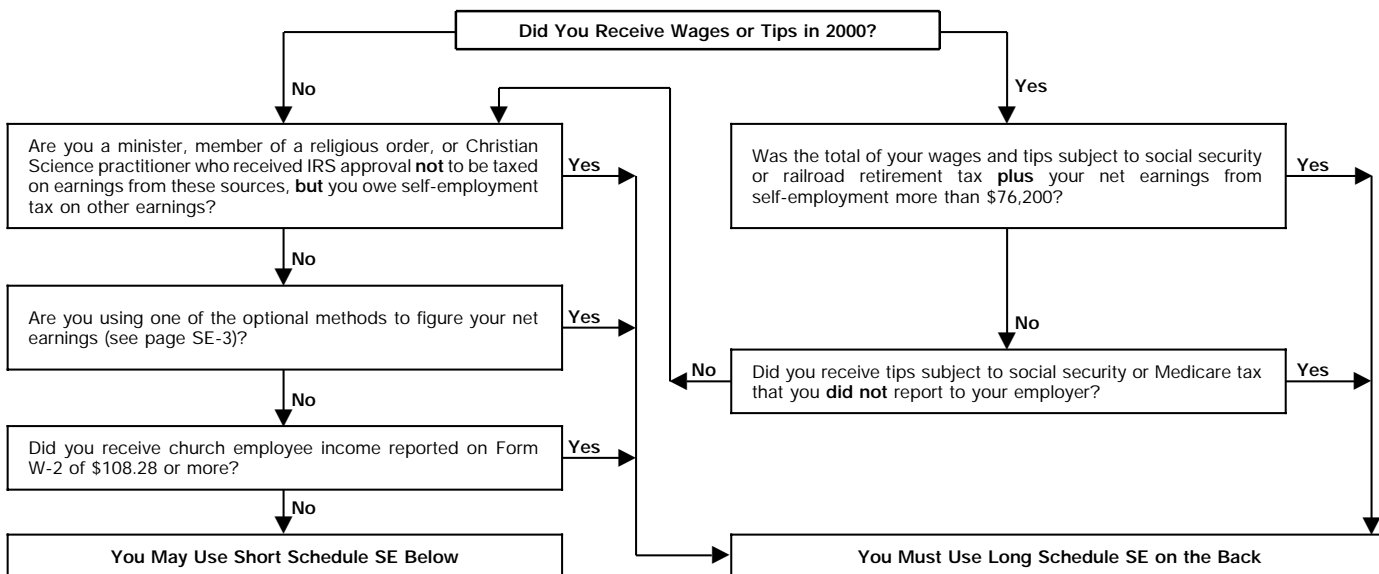 Did You Receive Wages or Tips in 2000?
No
Yes
Are you a minister, member of a religious order, or Christian
Science practitioner who received IRS approval not to be taxed
on earnings from these sources, but you owe self-employment
tax on other earnings?
Yes
Was the total of your wages and tips subject to social security
or railroad retirement tax plus your net earnings from
self-employment more than $76,200?
Yes
No
No
Are you using one of the optional methods to figure your net
earnings (see page SE-3)?
Yes
No
Did you receive tips subject to social security or Medicare tax
that you did not report to your employer?
Yes
No
Did you receive church employee income reported on Form
W-2 of $108.28 or more?
Yes
No
You May Use Short Schedule SE Below
You Must Use Long Schedule SE on the Back